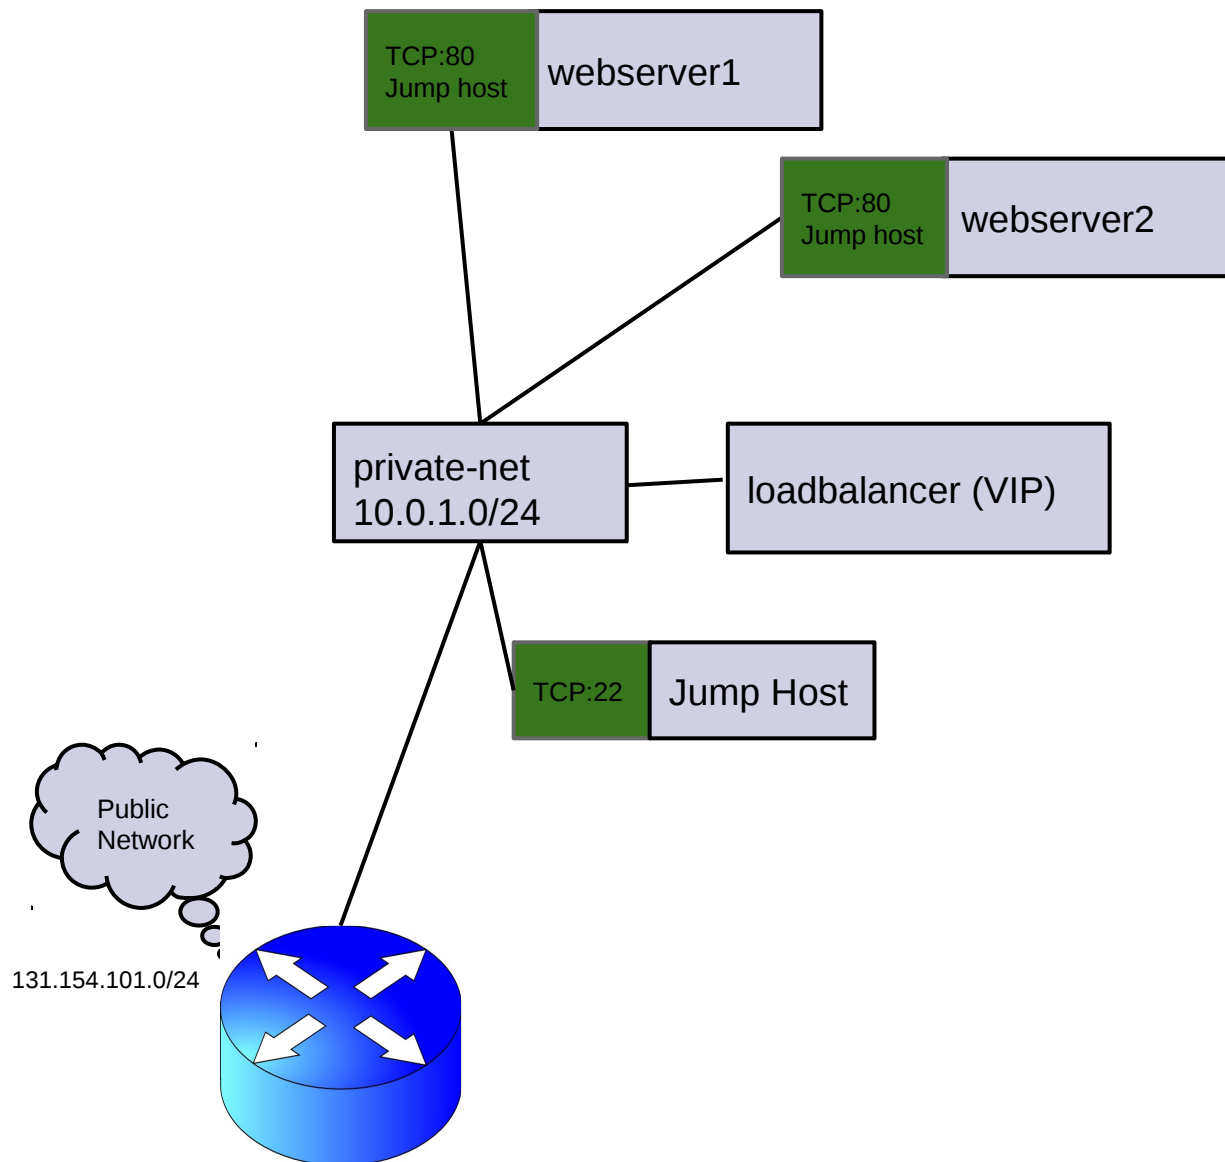 TCP:80
Jump host
webserver1
TCP:80
Jump host
webserver2
private-net
10.0.1.0/24
loadbalancer (VIP)
TCP:22
Jump Host
Public
Network
131.154.101.0/24